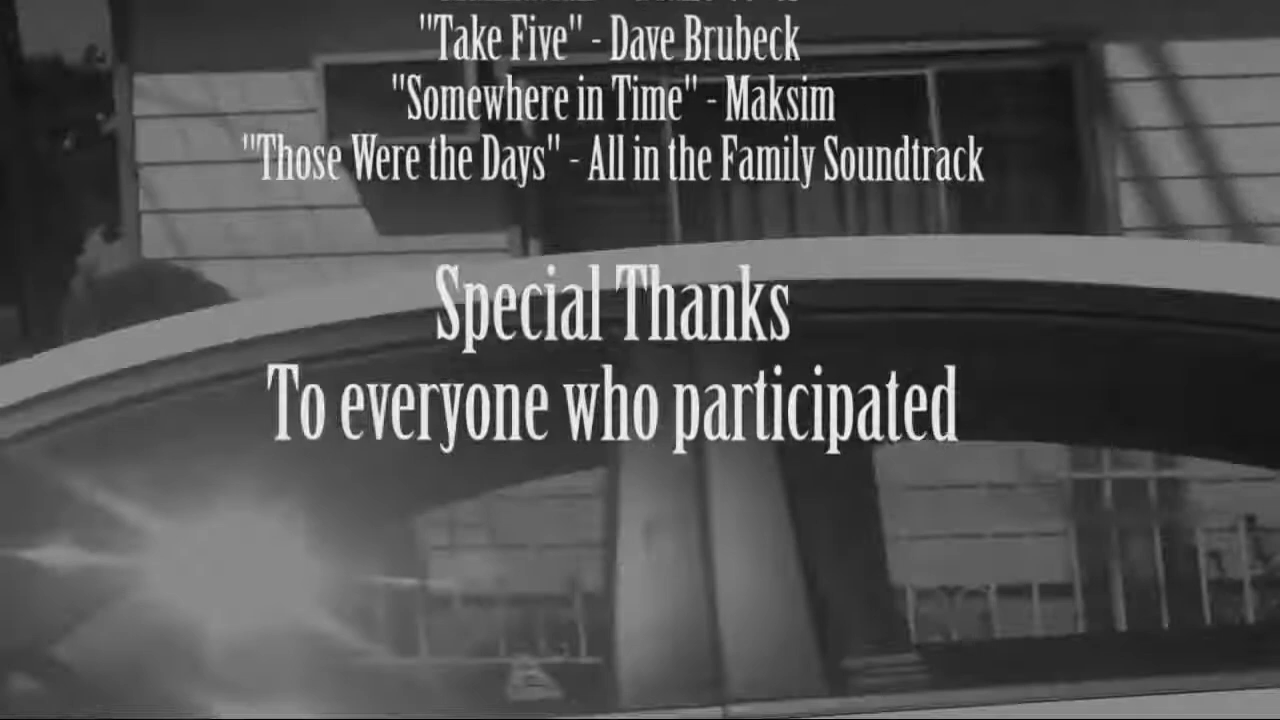 "Take Five" - Dave Brubeck
"Somewhere in Time" - Maksim
"Those Were the Days" - All in the Family Soundtrack
Special Thanks
To everyone who participated